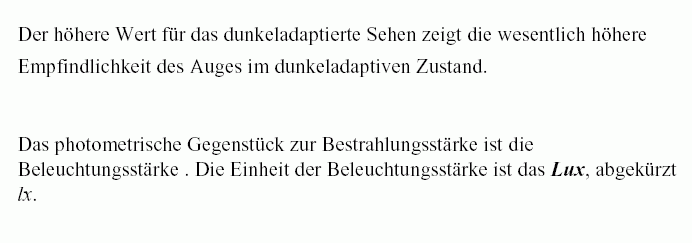 Der höhere Wert für das dunkeladaptierte Sehen zeigt die wesentlich höhere
Empfindlichkeit des Auges im dunkeladaptiven Zustand.
Das photometrische Gegenstück zur Bestrahlungsstärke ist die
Beleuchtungsstärke . Die Einheit der Beleuchtungsstärke ist das Lux, abgekürzt
lx.